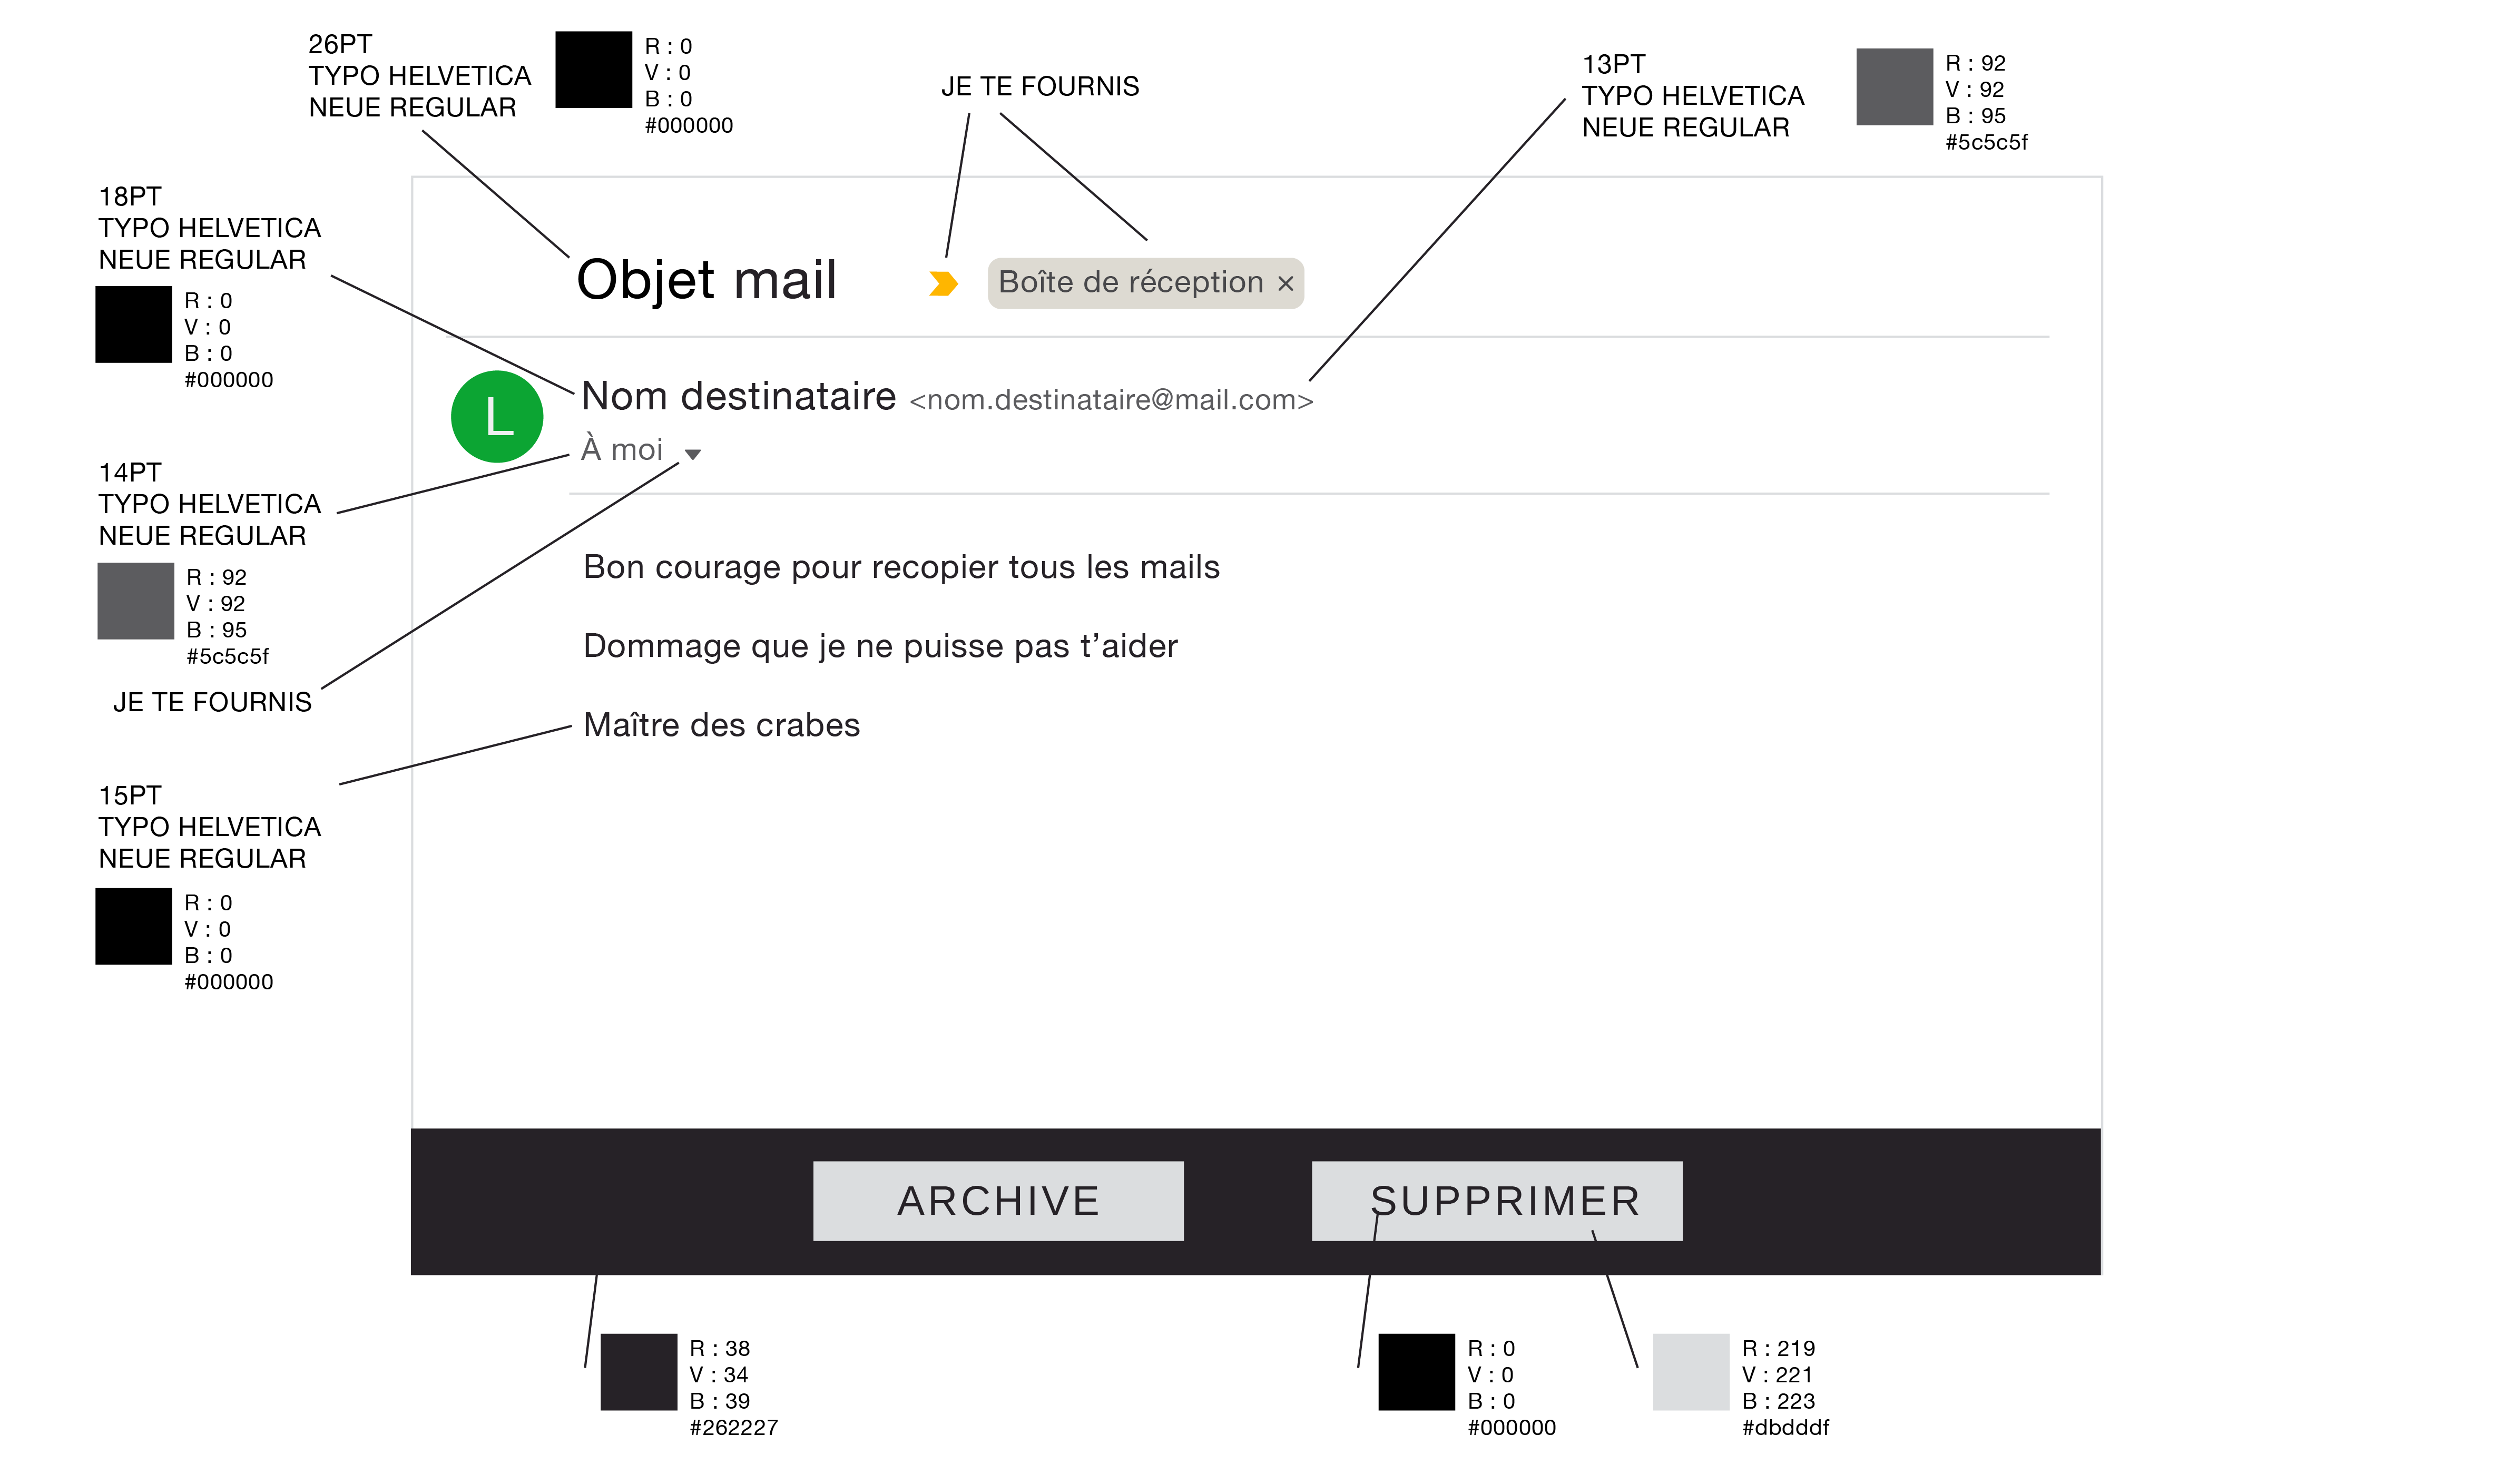 26PT
TYPO HELVETICA
NEUE REGULAR
R : 0
V : 0
B : 0
#000000
JE TE FOURNIS
13PT
TYPO HELVETICA
NEUE REGULAR
R : 92
V : 92
B : 95
#5c5c5f
18PT
TYPO HELVETICA
NEUE REGULAR
R : 0
V : 0
B : 0
#000000
Objet mail
Boîte de réception ×
L
Nom destinataire <nom.destinataire@mail.com>
À moi
14PT
TYPO HELVETICA
NEUE REGULAR
R : 92
V : 92
B : 95
#5c5c5f
JE TE FOURNIS
Bon courage pour recopier tous les mails
Dommage que je ne puisse pas t’aider
Maître des crabes
15PT
TYPO HELVETICA
NEUE REGULAR
R : 0
V : 0
B : 0
#000000
ARCHIVE
SUPPRIMER
R : 38
V : 34
B : 39
#262227
R : 0
V : 0
B : 0
#000000
R : 219
V : 221
B : 223
#dbdddf